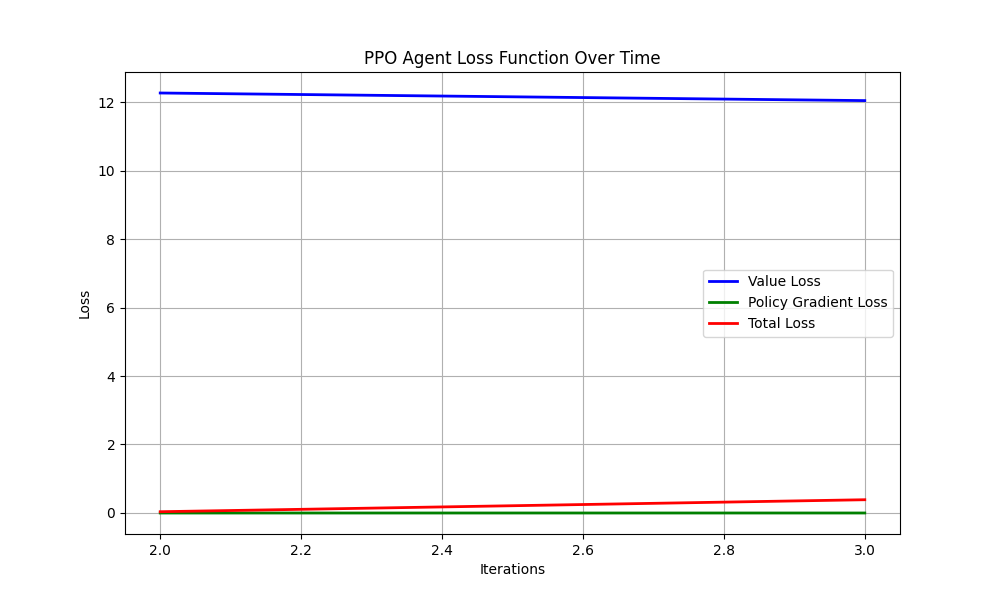 PPO Agent Loss Function Over Time
Loss
12
10
8
6
4
2
0
Value Loss
Policy Gradient Loss
Total Loss
2.0 2.2 2.4 2.6 2.8 3.0
Iterations